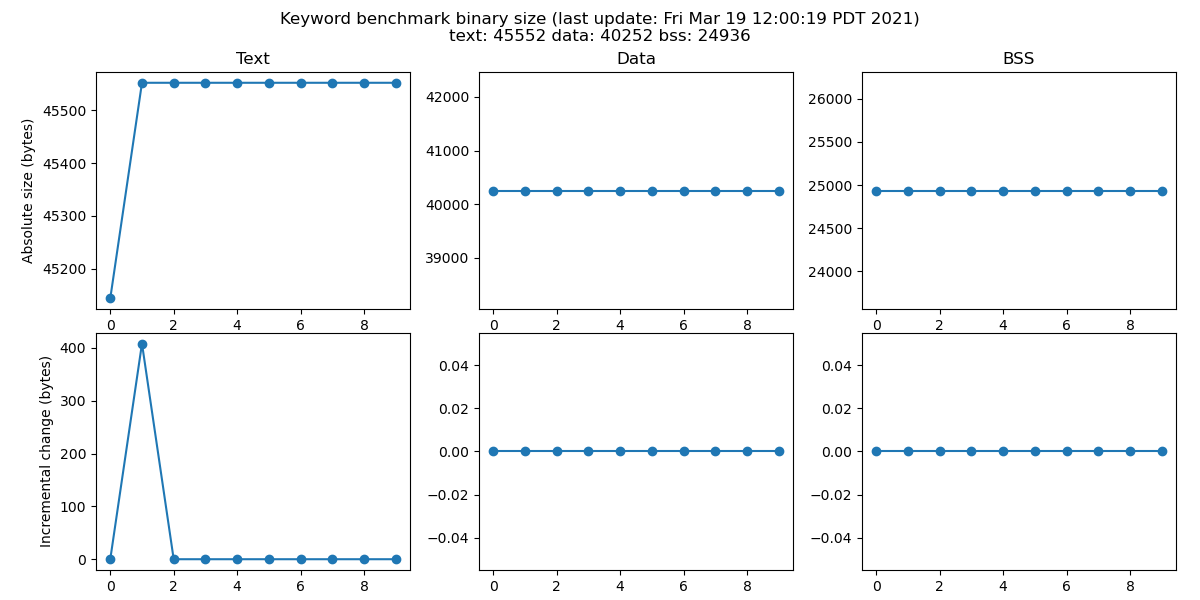 Keyword benchmark binary size (last update: Fri Mar 19 12:00:19 PDT 2021)
text: 45552 data: 40252 bss: 24936
Text
Data
BSS
Absolute size (bytes)
45500
45400
45300
45200
0 2 4 6 8
42000
41000
40000
39000
0 2 4 6 8
26000
25500
25000
24500
24000
0 2 4 6 8
Incremental change (bytes)
400
300
200
100
0
0 2 4 6 8
0.04
0.02
0.00
−0.02
−0.04
0 2 4 6 8
0.04
0.02
0.00
−0.02
−0.04
0 2 4 6 8